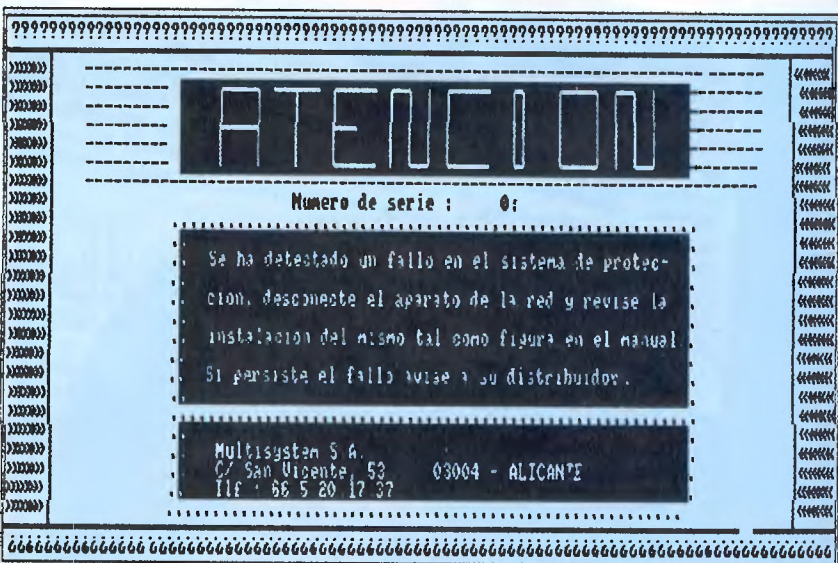 ATENCION
Numero de serie : 0;
Se ha detectado un fallo en el sistema de protec-
cion, desconecte el aparato de la red y revise la
instalacion del mismo tal como figura en el manual.
Si persiste el fallo avise a su distribuidor.
Multisystem S.A.
C/ San Vicente, 53 03004 - ALICANTE
Tlf : 66 5 20 17 37